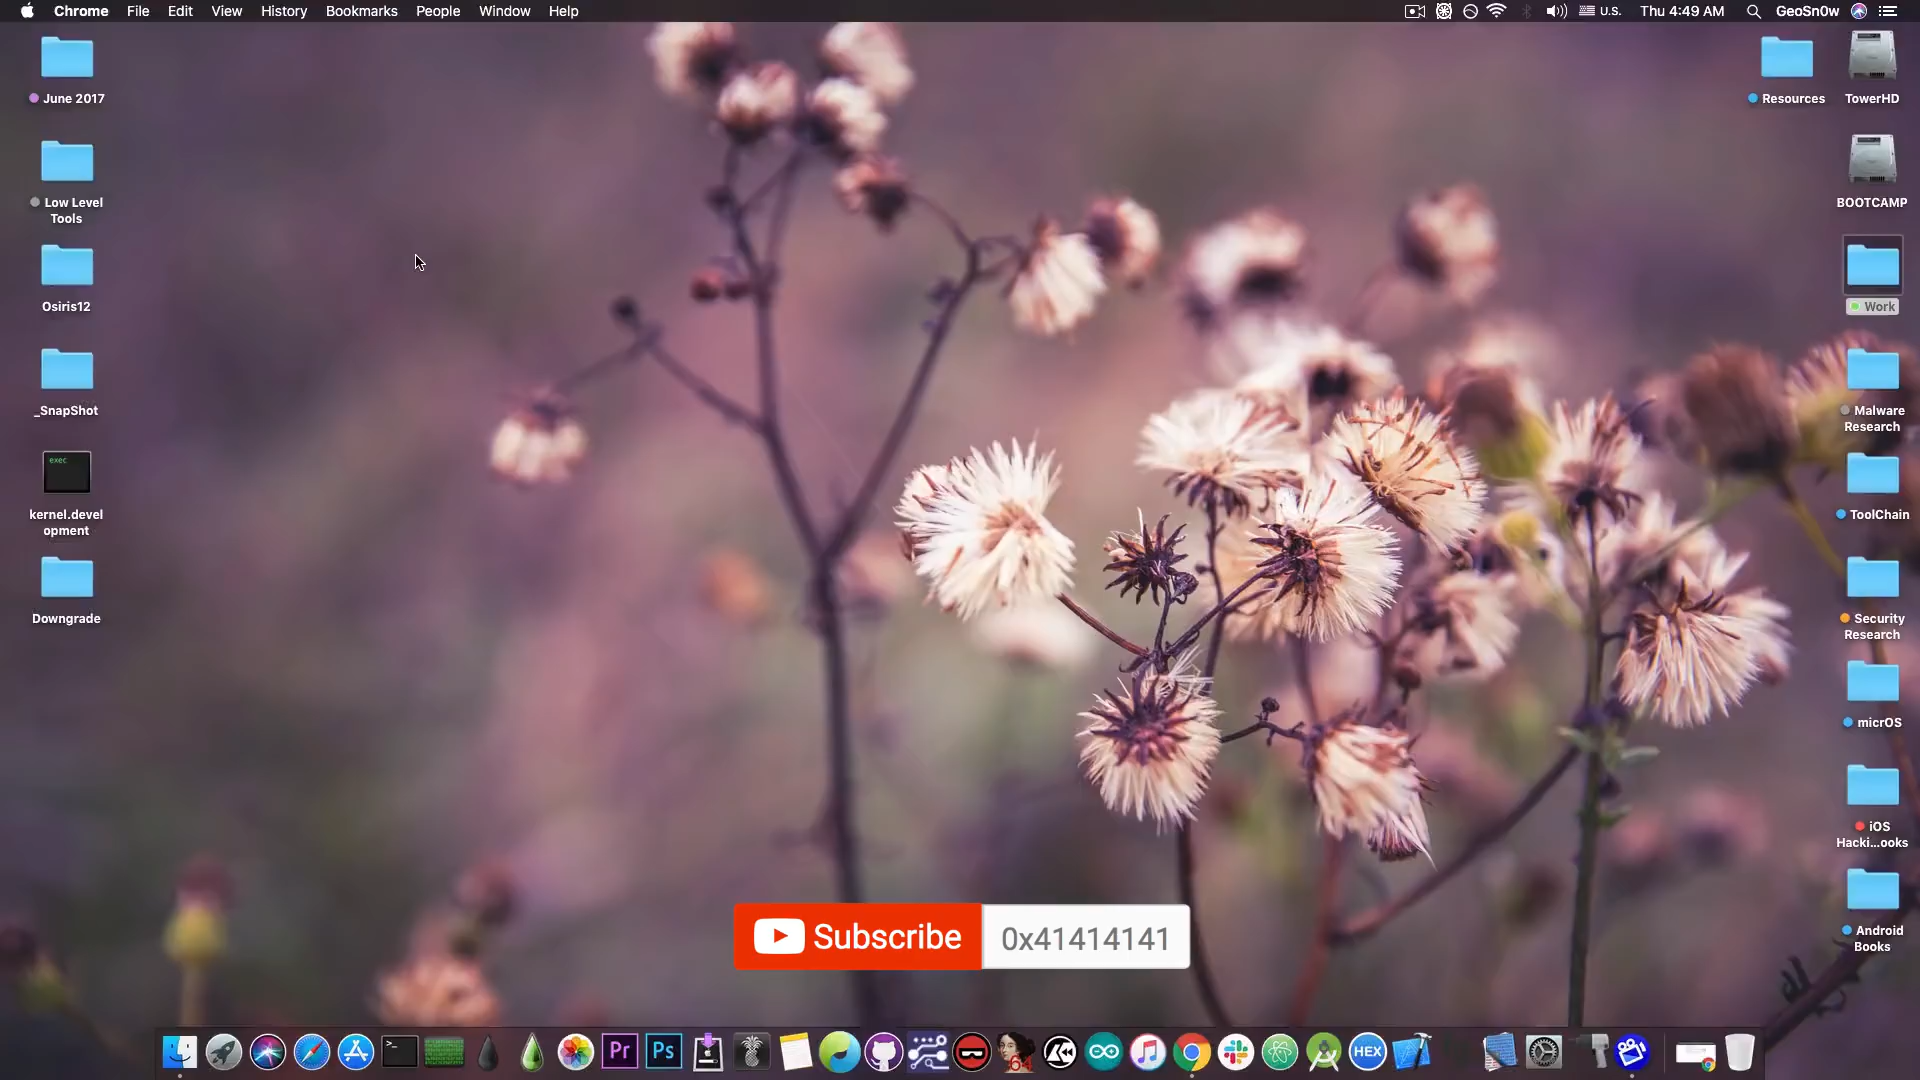 Chrome File Edit View History Bookmarks People Window Help
U.S. Thu 4:49 AM GeoSn0w
June 2017
Low Level
Tools
Osiris12
_SnapShot
exec
kernel.devel
opment
Downgrade
Resources
TowerHD
BOOTCAMP
Work
Malware
Research
ToolChain
Security
Research
micrOS
iOS
Hacki...ooks
Android
Books
Subscribe 0x41414141
Pr Ps 64 HEX